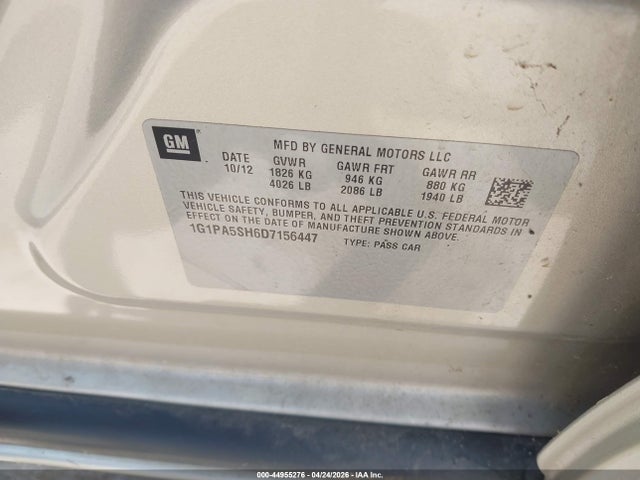 GM
MFD BY GENERAL MOTORS LLC
DATE GVWR GAWR FRT GAWR RR
10/12 1826 KG 946 KG 880 KG
4026 LB 2086 LB 1940 LB
THIS VEHICLE CONFORMS TO ALL APPLICABLE U.S. FEDERAL MOTOR
VEHICLE SAFETY, BUMPER, AND THEFT PREVENTION STANDARDS IN
EFFECT ON THE DATE OF MANUFACTURE SHOWN ABOVE.
1G1PA5SH6D7156447 TYPE: PASS CAR
000-44955276 - 04/24/2026 - IAA Inc.